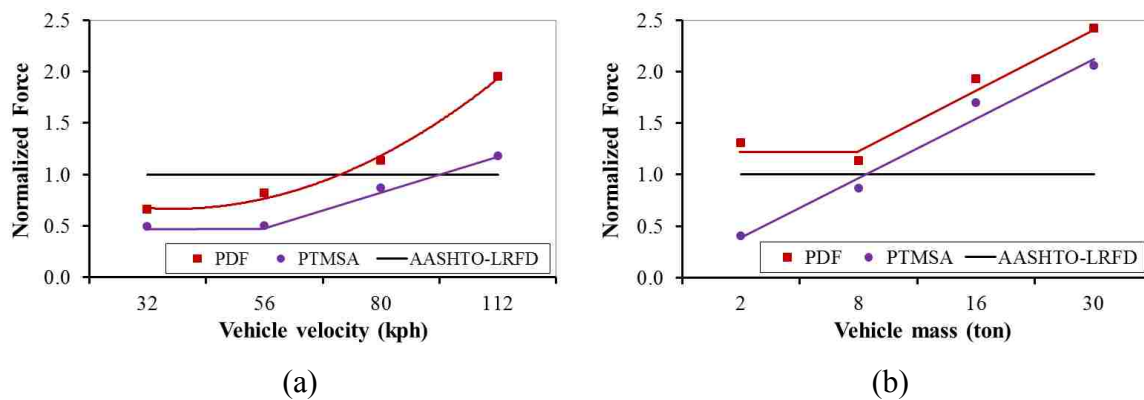 2.5
2.0
1.5
1.0
0.5
0.0
Normalized Force
PDF PTMSA AASHTO-LRFD
32 56 80 112
Vehicle velocity (kph)
(a)
2.5
2.0
1.5
1.0
0.5
0.0
Normalized Force
PDF PTMSA AASHTO-LRFD
2 8 16 30
Vehicle mass (ton)
(b)